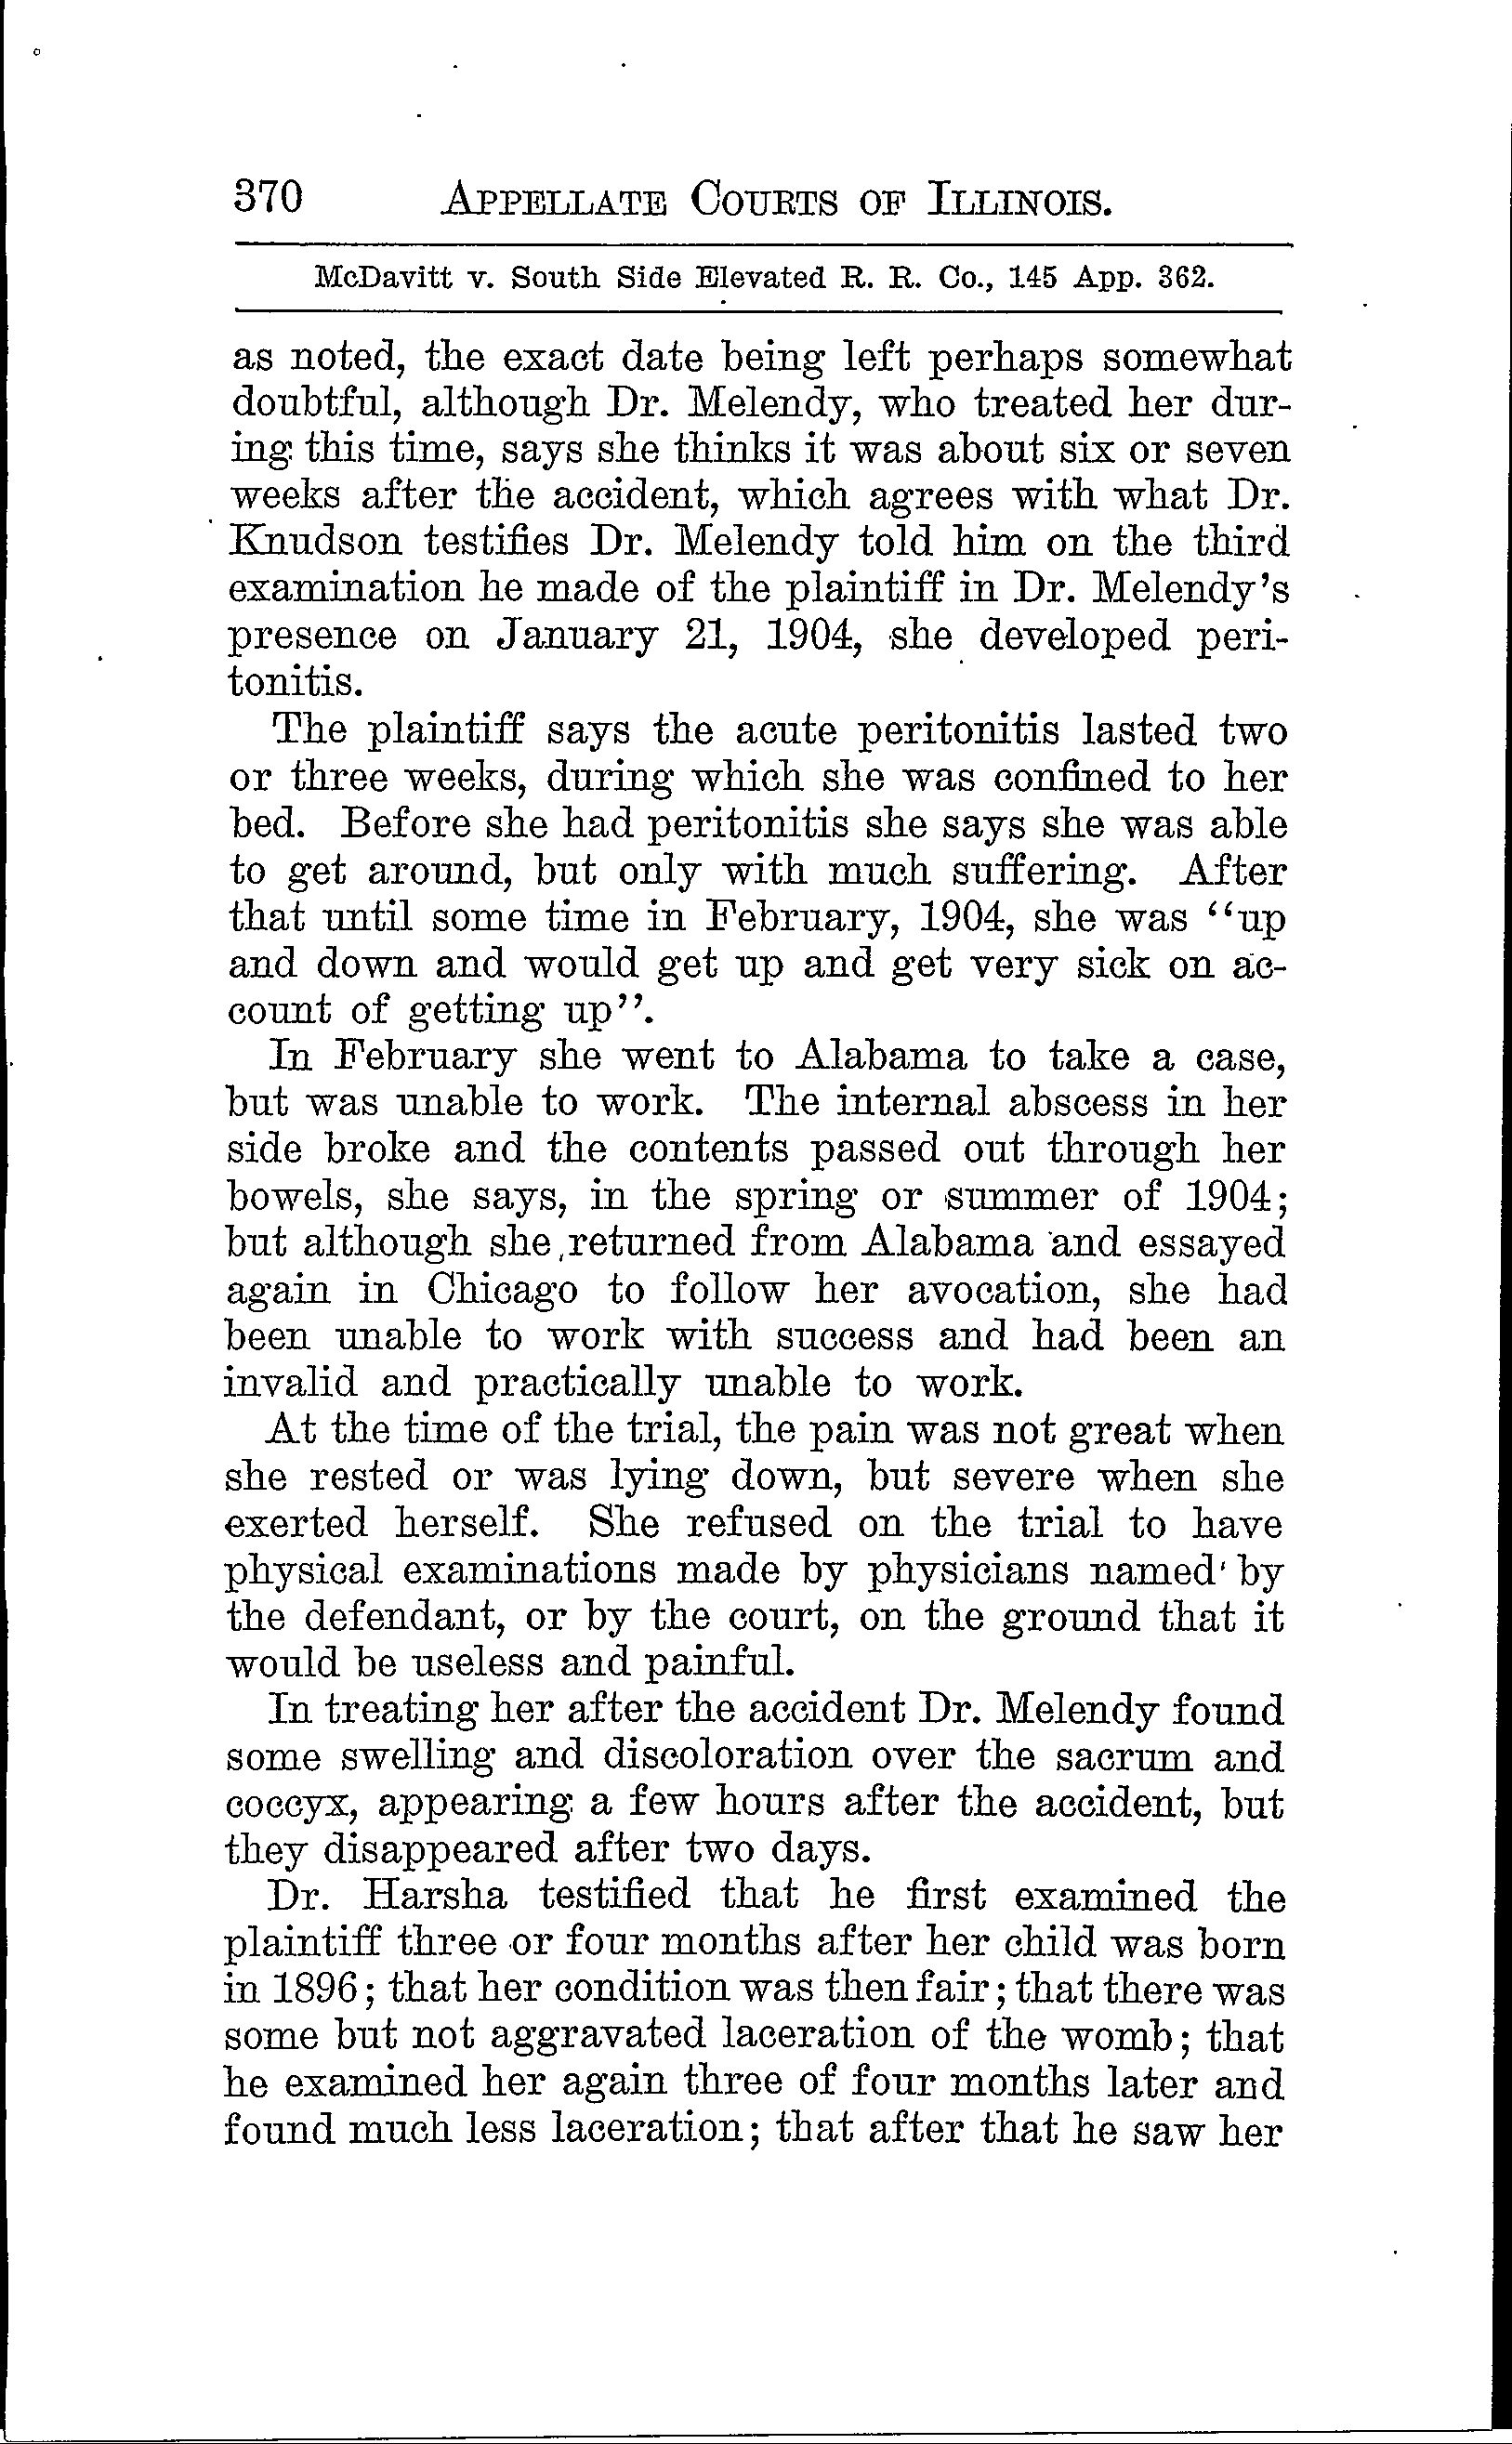 370 APPELLATE COURTS OF ILLINOIS.
McDavitt v. South Side Elevated R. R. Co., 145 App. 362.
as noted, the exact date being left perhaps somewhat
doubtful, although Dr. Melendy, who treated her dur-
ing this time, says she thinks it was about six or seven
weeks after the accident, which agrees with what Dr.
Knudson testifies Dr. Melendy told him on the third
examination he made of the plaintiff in Dr. Melendy's
presence on January 21, 1904, she developed peri-
tonitis.
The plaintiff says the acute peritonitis lasted two
or three weeks, during which she was confined to her
bed. Before she had peritonitis she says she was able
to get around, but only with much suffering. After
that until some time in February, 1904, she was "up
and down and would get up and get very sick on ac-
count of getting up".
In February she went to Alabama to take a case,
but was unable to work. The internal abscess in her
side broke and the contents passed out through her
bowels, she says, in the spring or summer of 1904;
but although she returned from Alabama and essayed
again in Chicago to follow her avocation, she had
been unable to work with success and had been an
invalid and practically unable to work.
At the time of the trial, the pain was not great when
she rested or was lying down, but severe when she
exerted herself. She refused on the trial to have
physical examinations made by physicians named by
the defendant, or by the court, on the ground that it
would be useless and painful.
In treating her after the accident Dr. Melendy found
some swelling and discoloration over the sacrum and
coccyx, appearing a few hours after the accident, but
they disappeared after two days.
Dr. Harsha testified that he first examined the
plaintiff three or four months after her child was born
in 1896; that her condition was then fair; that there was
some but not aggravated laceration of the womb; that
he examined her again three of four months later and
found much less laceration; that after that he saw her